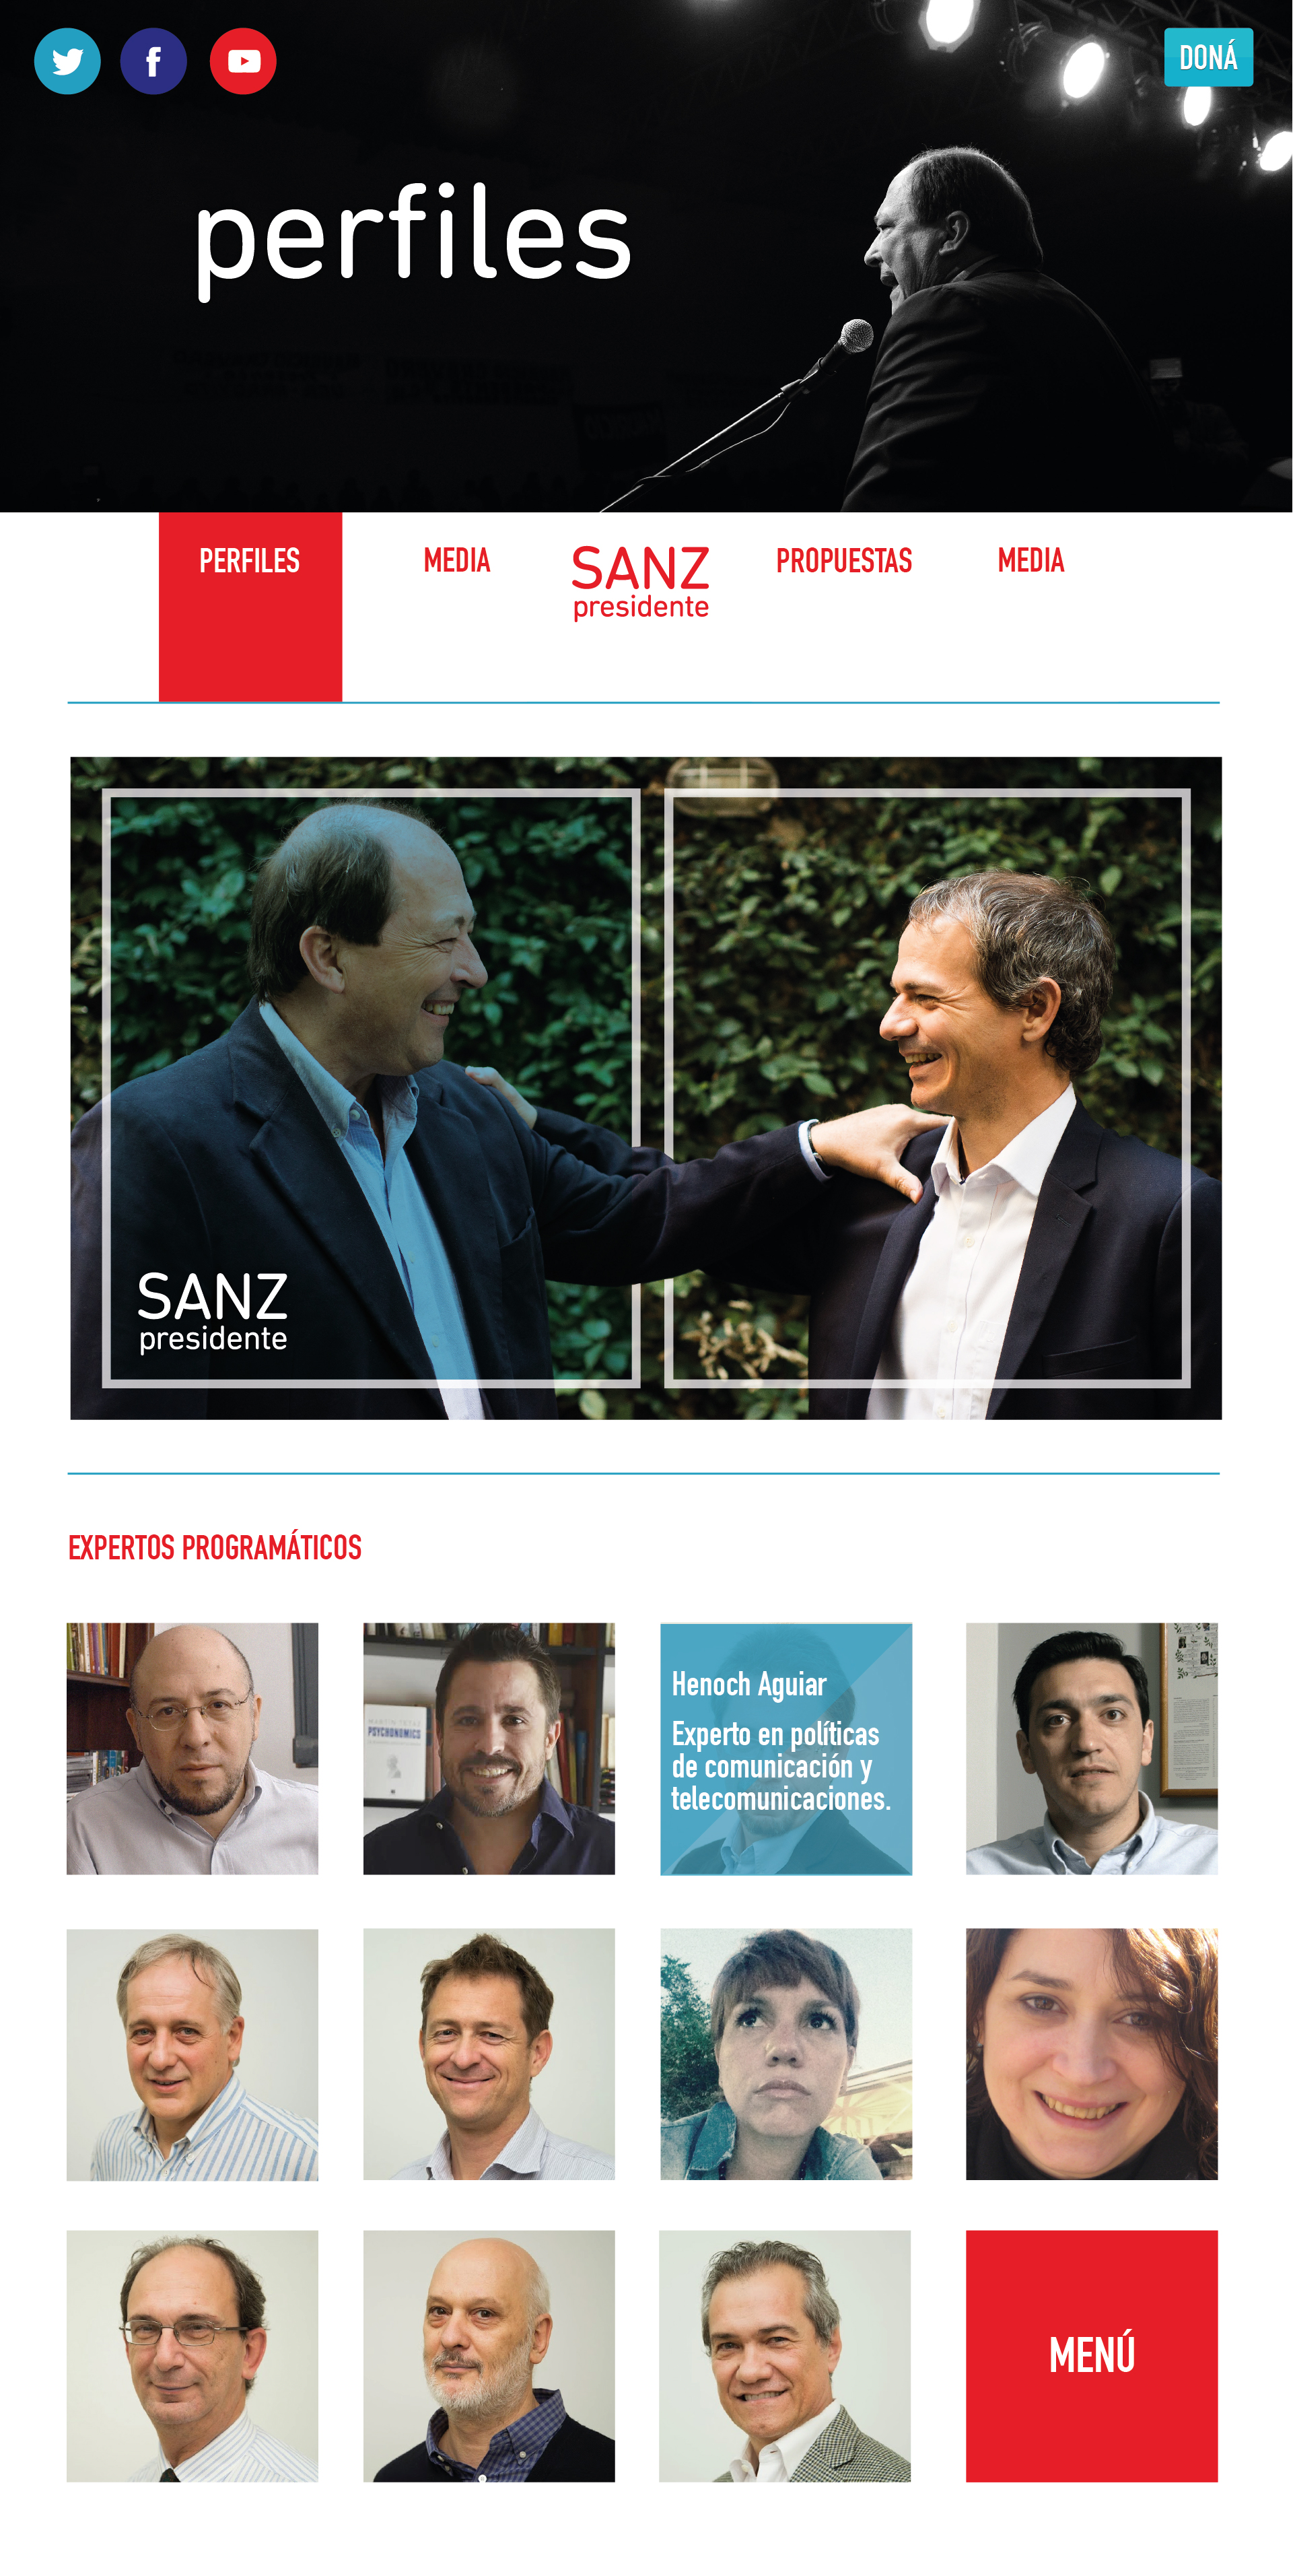 DONÁ
perfiles
PERFILES
MEDIA
SANZ
presidente
PROPUESTAS
MEDIA
SANZ
presidente
EXPERTOS PROGRAMÁTICOS
PSYCHONOMICS
Henoch Aguiar
Experto en políticas
de comunicación y
telecomunicaciones.
MENÚ